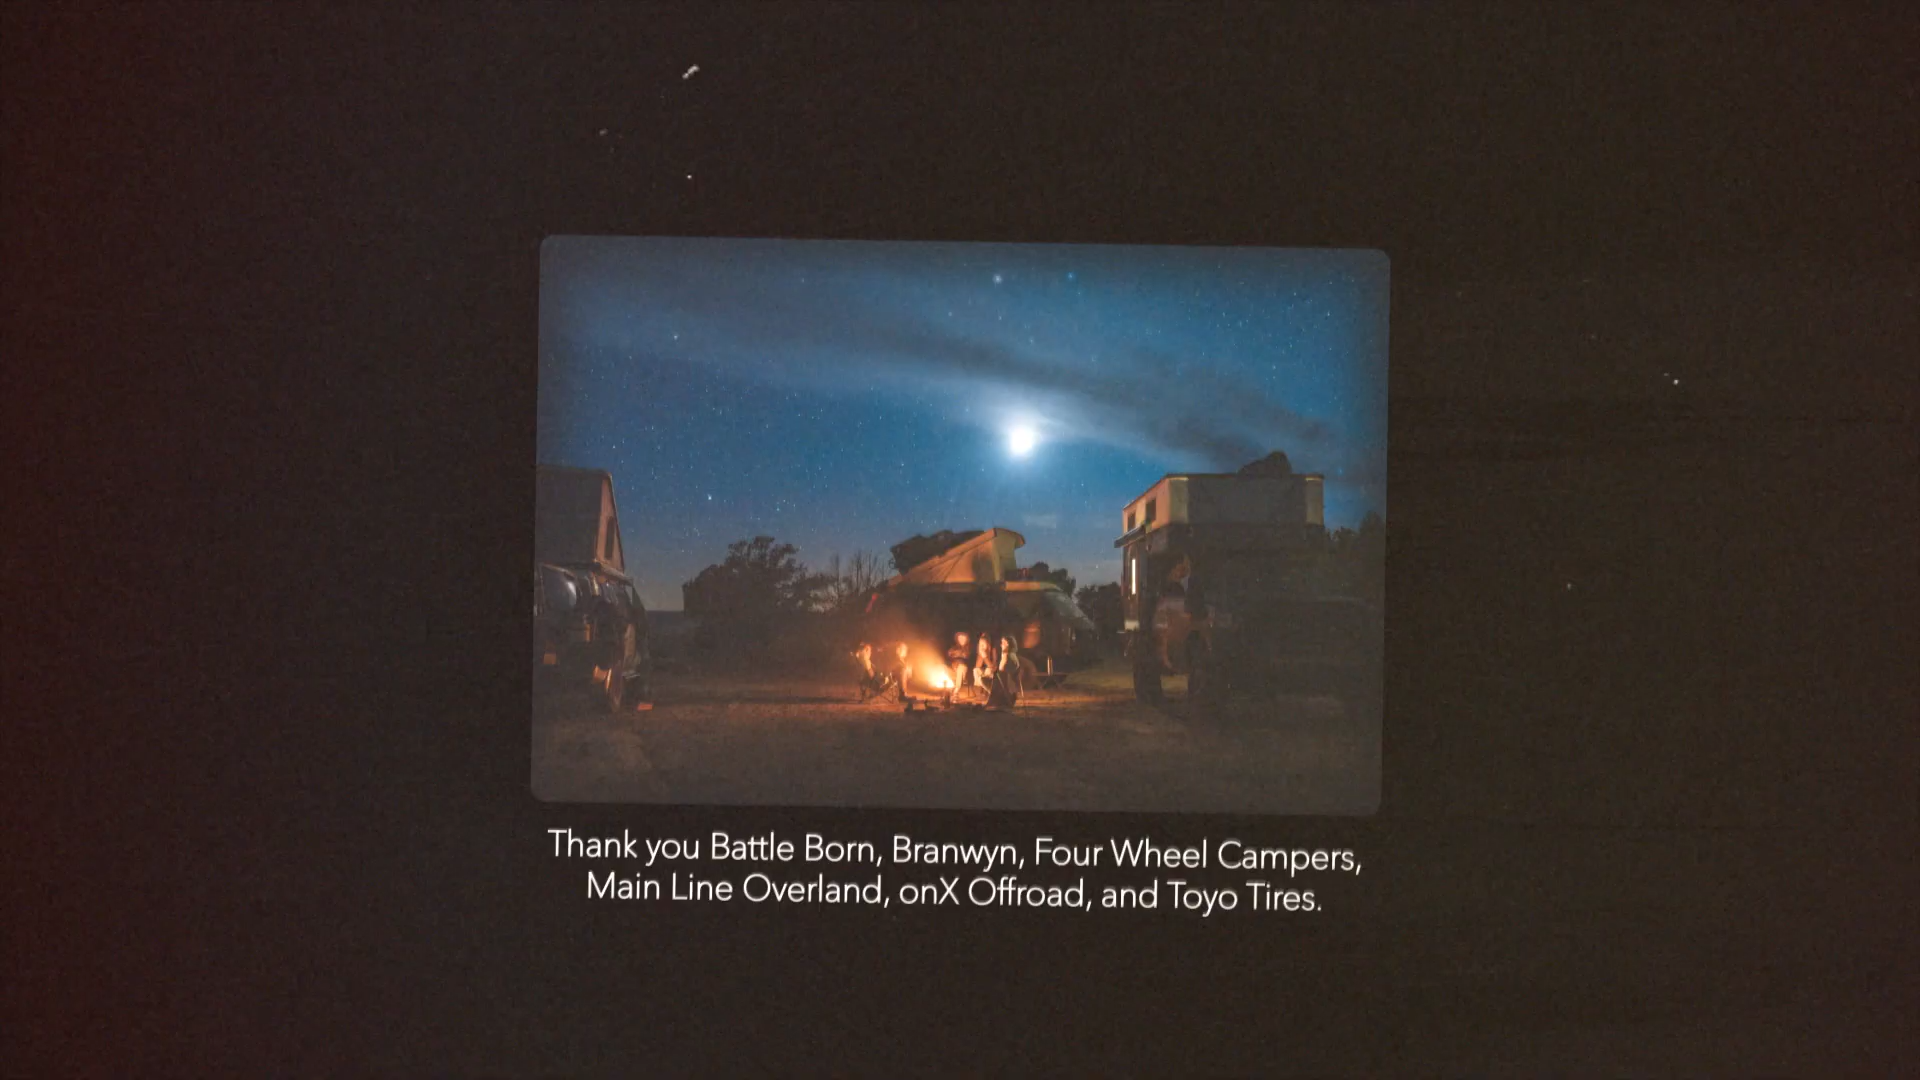 Thank you Battle Born, Branwyn, Four Wheel Campers,
Main Line Overland, onX Offroad, and Toyo Tires.